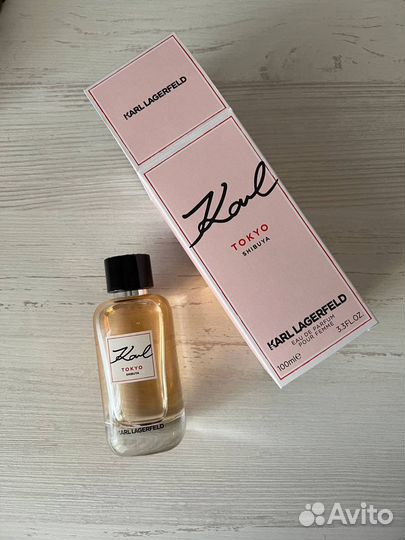 KARL LAGERFELD
Karl
TOKYO
SHIBUYA
KARL LAGERFELD
EAU DE PARFUM
POUR FEMME
100ml℮ 3.3FL.OZ
Karl
TOKYO
SHIBUYA
KARL LAGERFELD
Avito